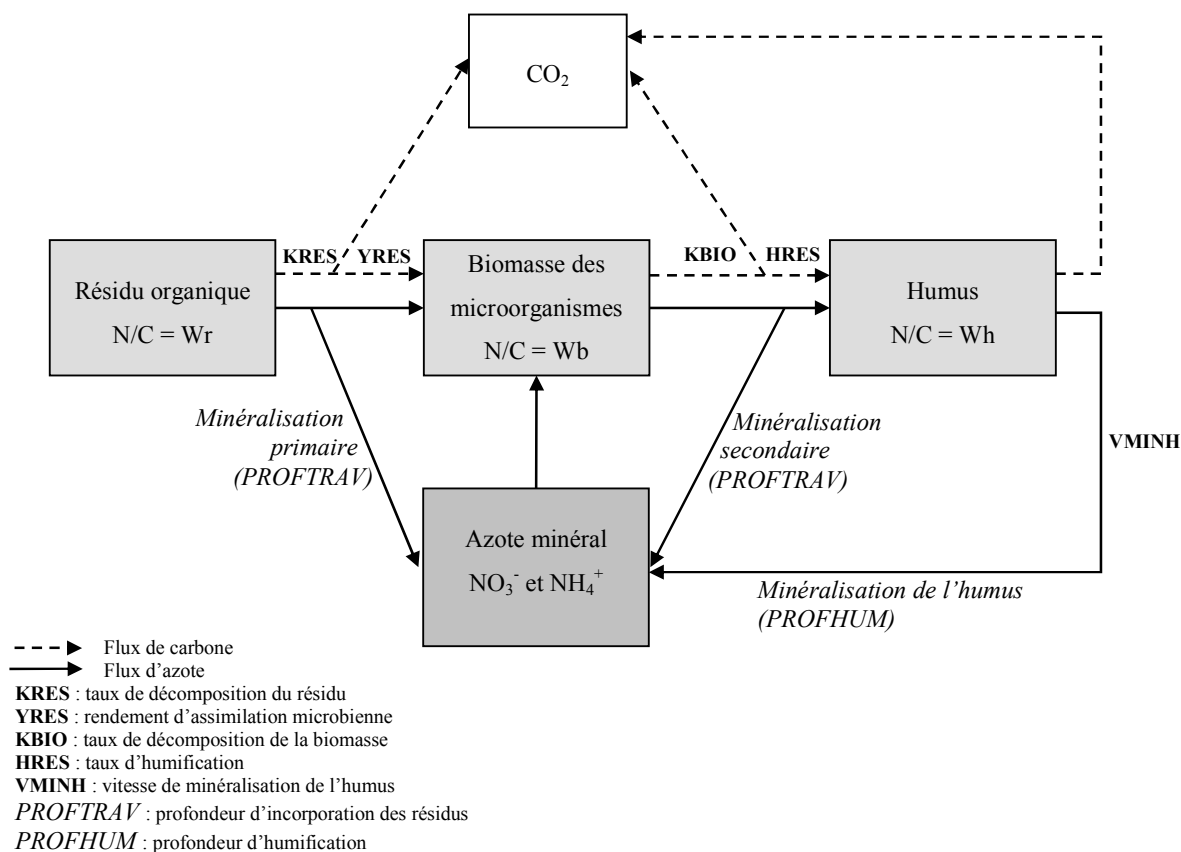 CO₂
KRES YRES
KBIO HRES
Résidu organique
N/C = Wr
Biomasse des
microorganismes
N/C = Wb
Humus
N/C = Wh
Minéralisation
primaire
(PROFTRAV)
Minéralisation
secondaire
(PROFTRAV)
VMINH
Azote minéral
NO₃⁻ et NH₄⁺
Minéralisation de l’humus
(PROFHUM)
Flux de carbone
Flux d’azote
KRES : taux de décomposition du résidu
YRES : rendement d’assimilation microbienne
KBIO : taux de décomposition de la biomasse
HRES : taux d’humification
VMINH : vitesse de minéralisation de l’humus
PROFTRAV : profondeur d’incorporation des résidus
PROFHUM : profondeur d’humification